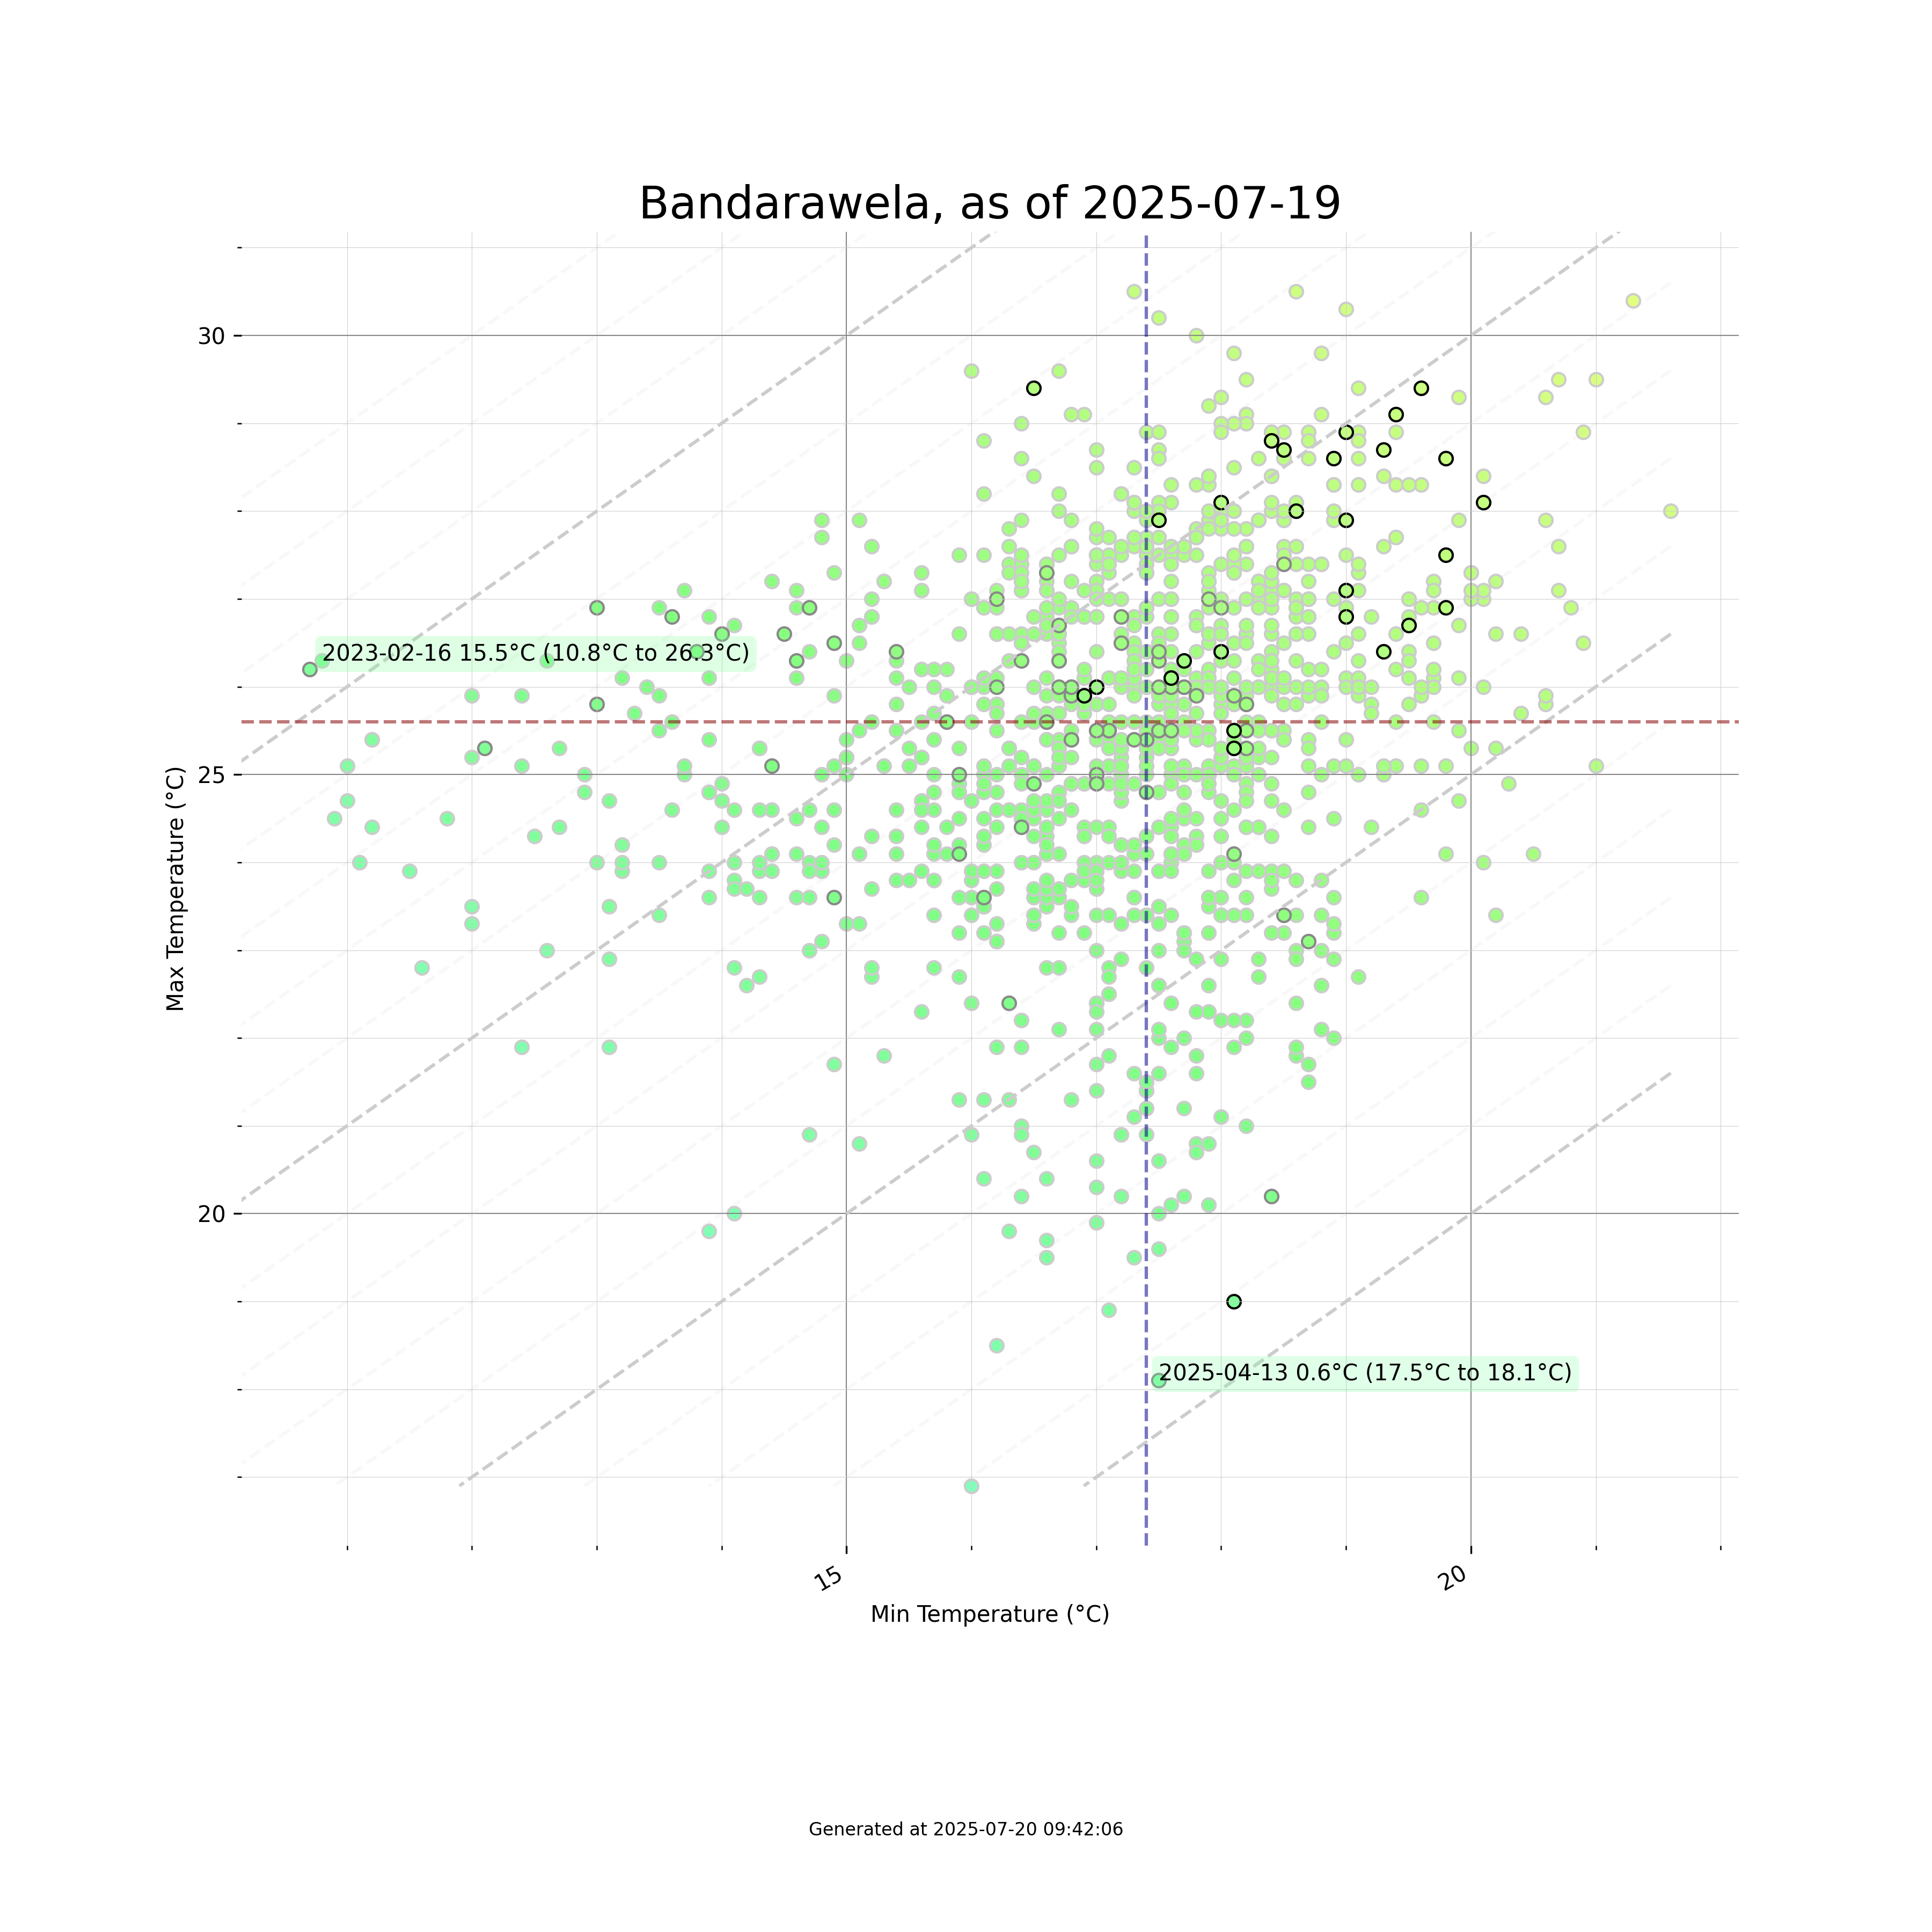 Bandarawela, as of 2025-07-19
30
2023-02-16 15.5°C (10.8°C to 26.3°C)
25
Max Temperature (°C)
20
2025-04-13 0.6°C (17.5°C to 18.1°C)
15
20
Min Temperature (°C)
Generated at 2025-07-20 09:42:06